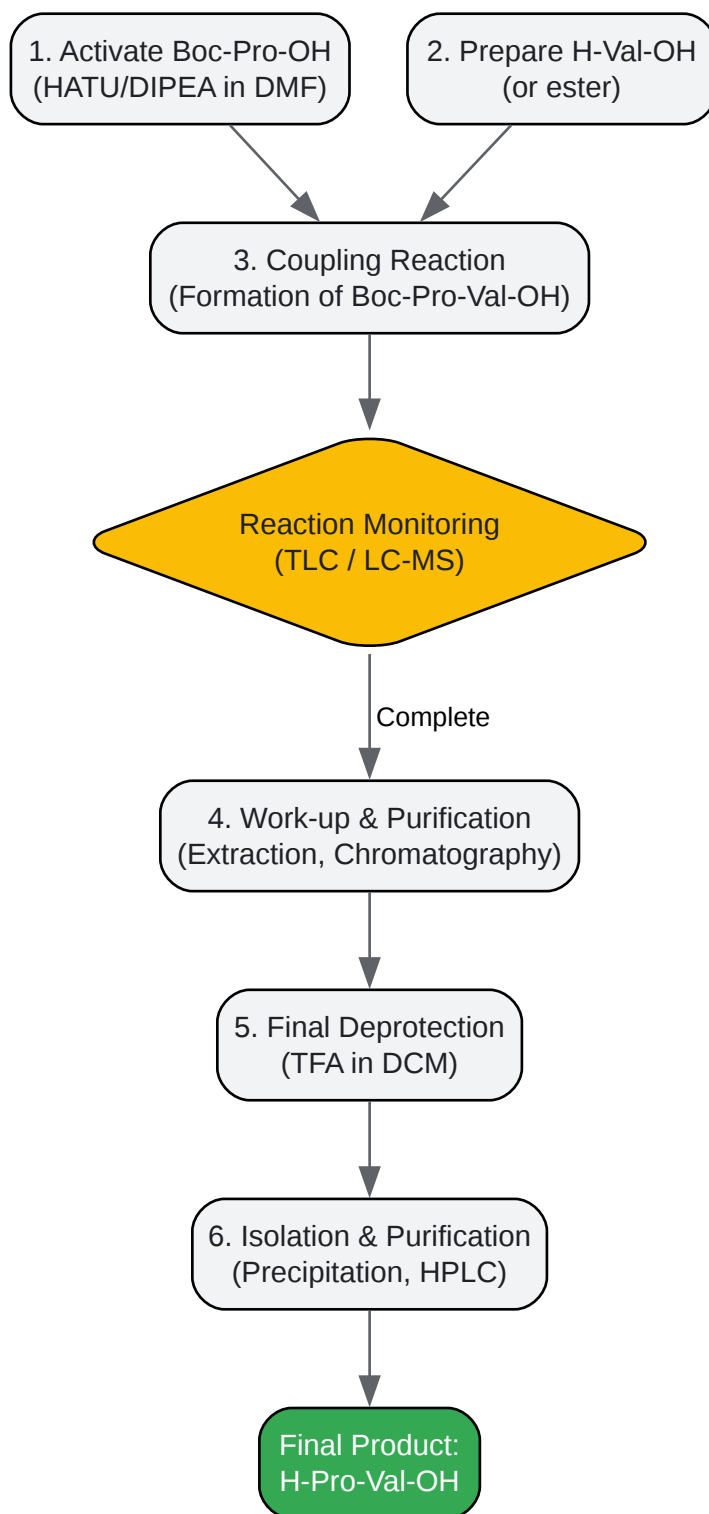 1. Activate Boc-Pro-OH
(HATU/DIPEA in DMF)
2. Prepare H-Val-OH
(or ester)
3. Coupling Reaction
(Formation of Boc-Pro-Val-OH)
Reaction Monitoring
(TLC / LC-MS)
Complete
4. Work-up & Purification
(Extraction, Chromatography)
5. Final Deprotection
(TFA in DCM)
6. Isolation & Purification
(Precipitation, HPLC)
Final Product:
H-Pro-Val-OH